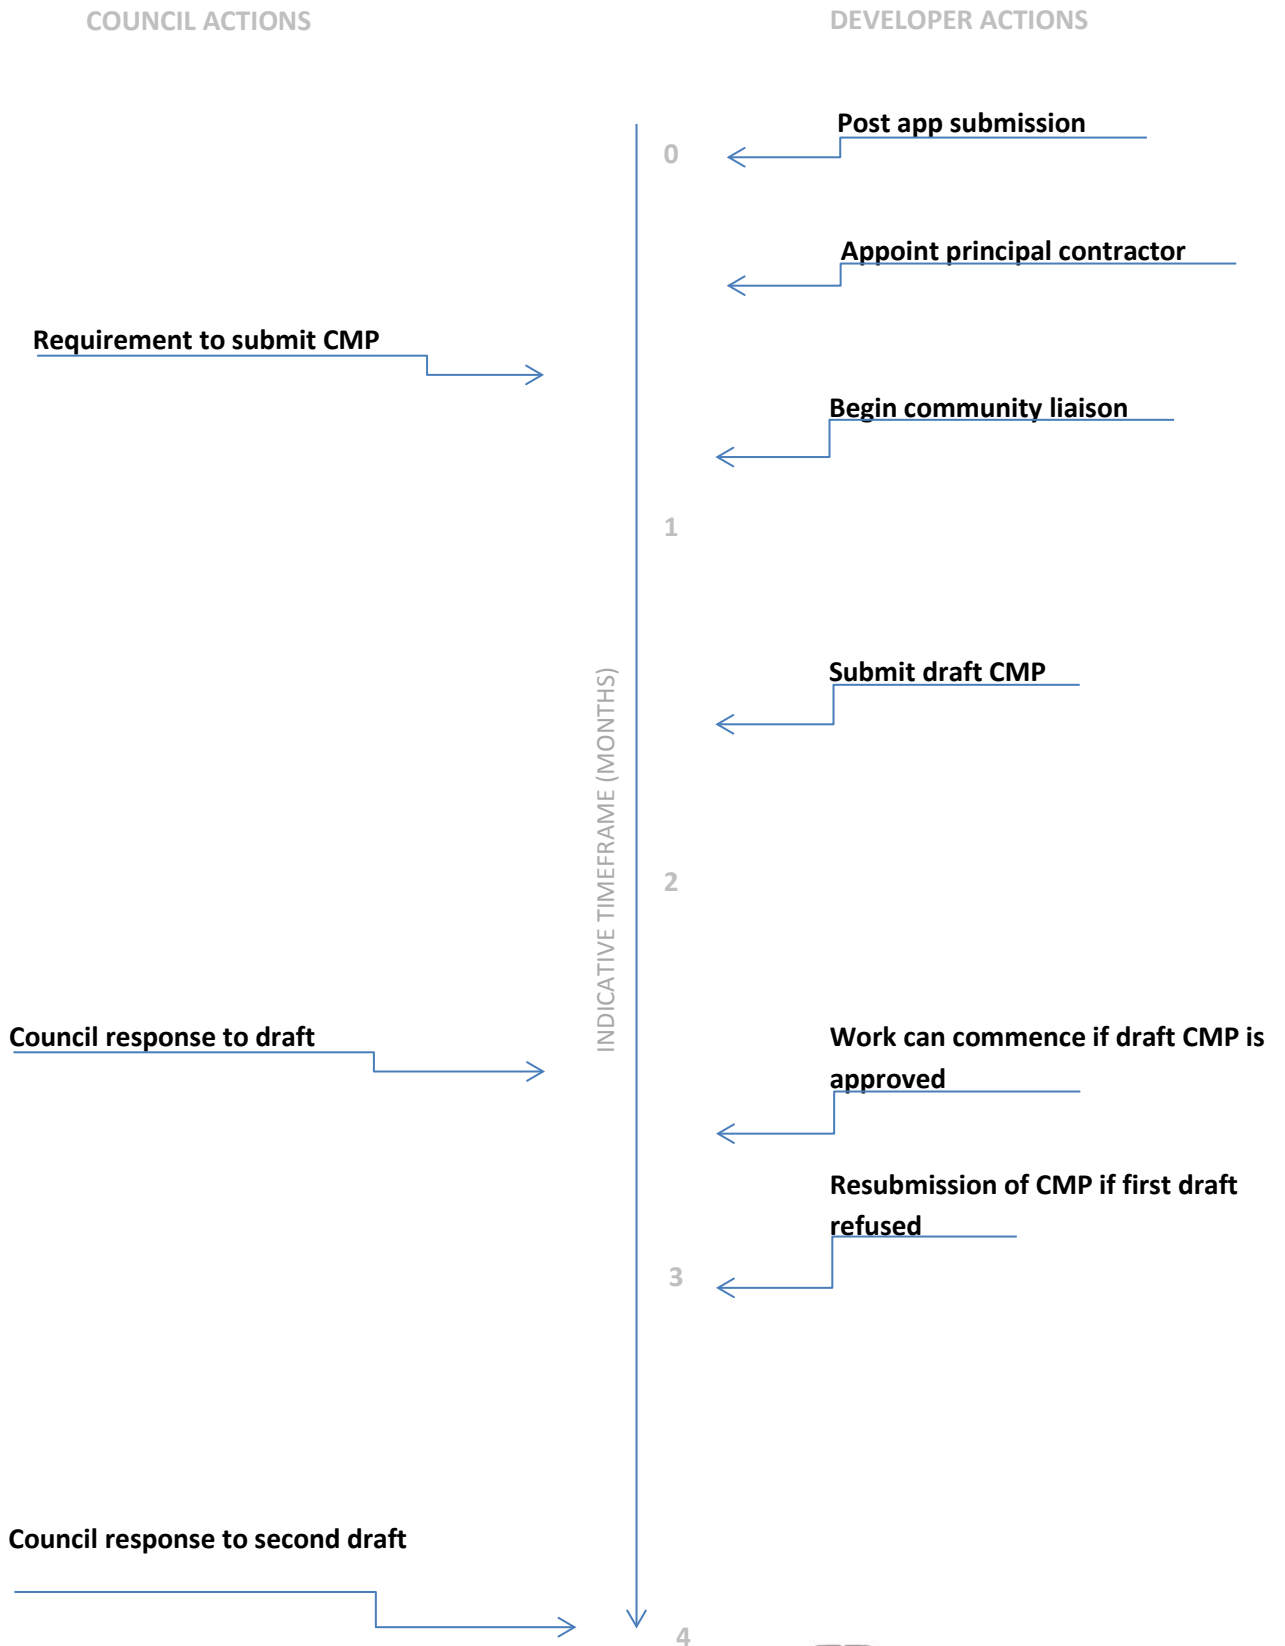 COUNCIL ACTIONS
DEVELOPER ACTIONS
Post app submission
0
Appoint principal contractor
Requirement to submit CMP
Begin community liaison
1
Submit draft CMP
INDICATIVE TIMEFRAME (MONTHS)
2
Council response to draft
Work can commence if draft CMP is
approved
Resubmission of CMP if first draft
refused
3
Council response to second draft
4